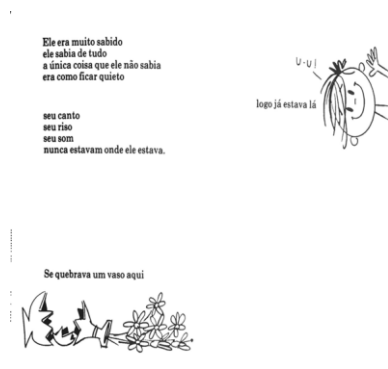 Ele era muito sabido
ele sabia de tudo
a única coisa que ele não sabia
era como ficar quieto
seu canto
seu riso
seu som
nunca estavam onde ele estava.
Se quebrava um vaso aqui
logo já estava lá
U-U!